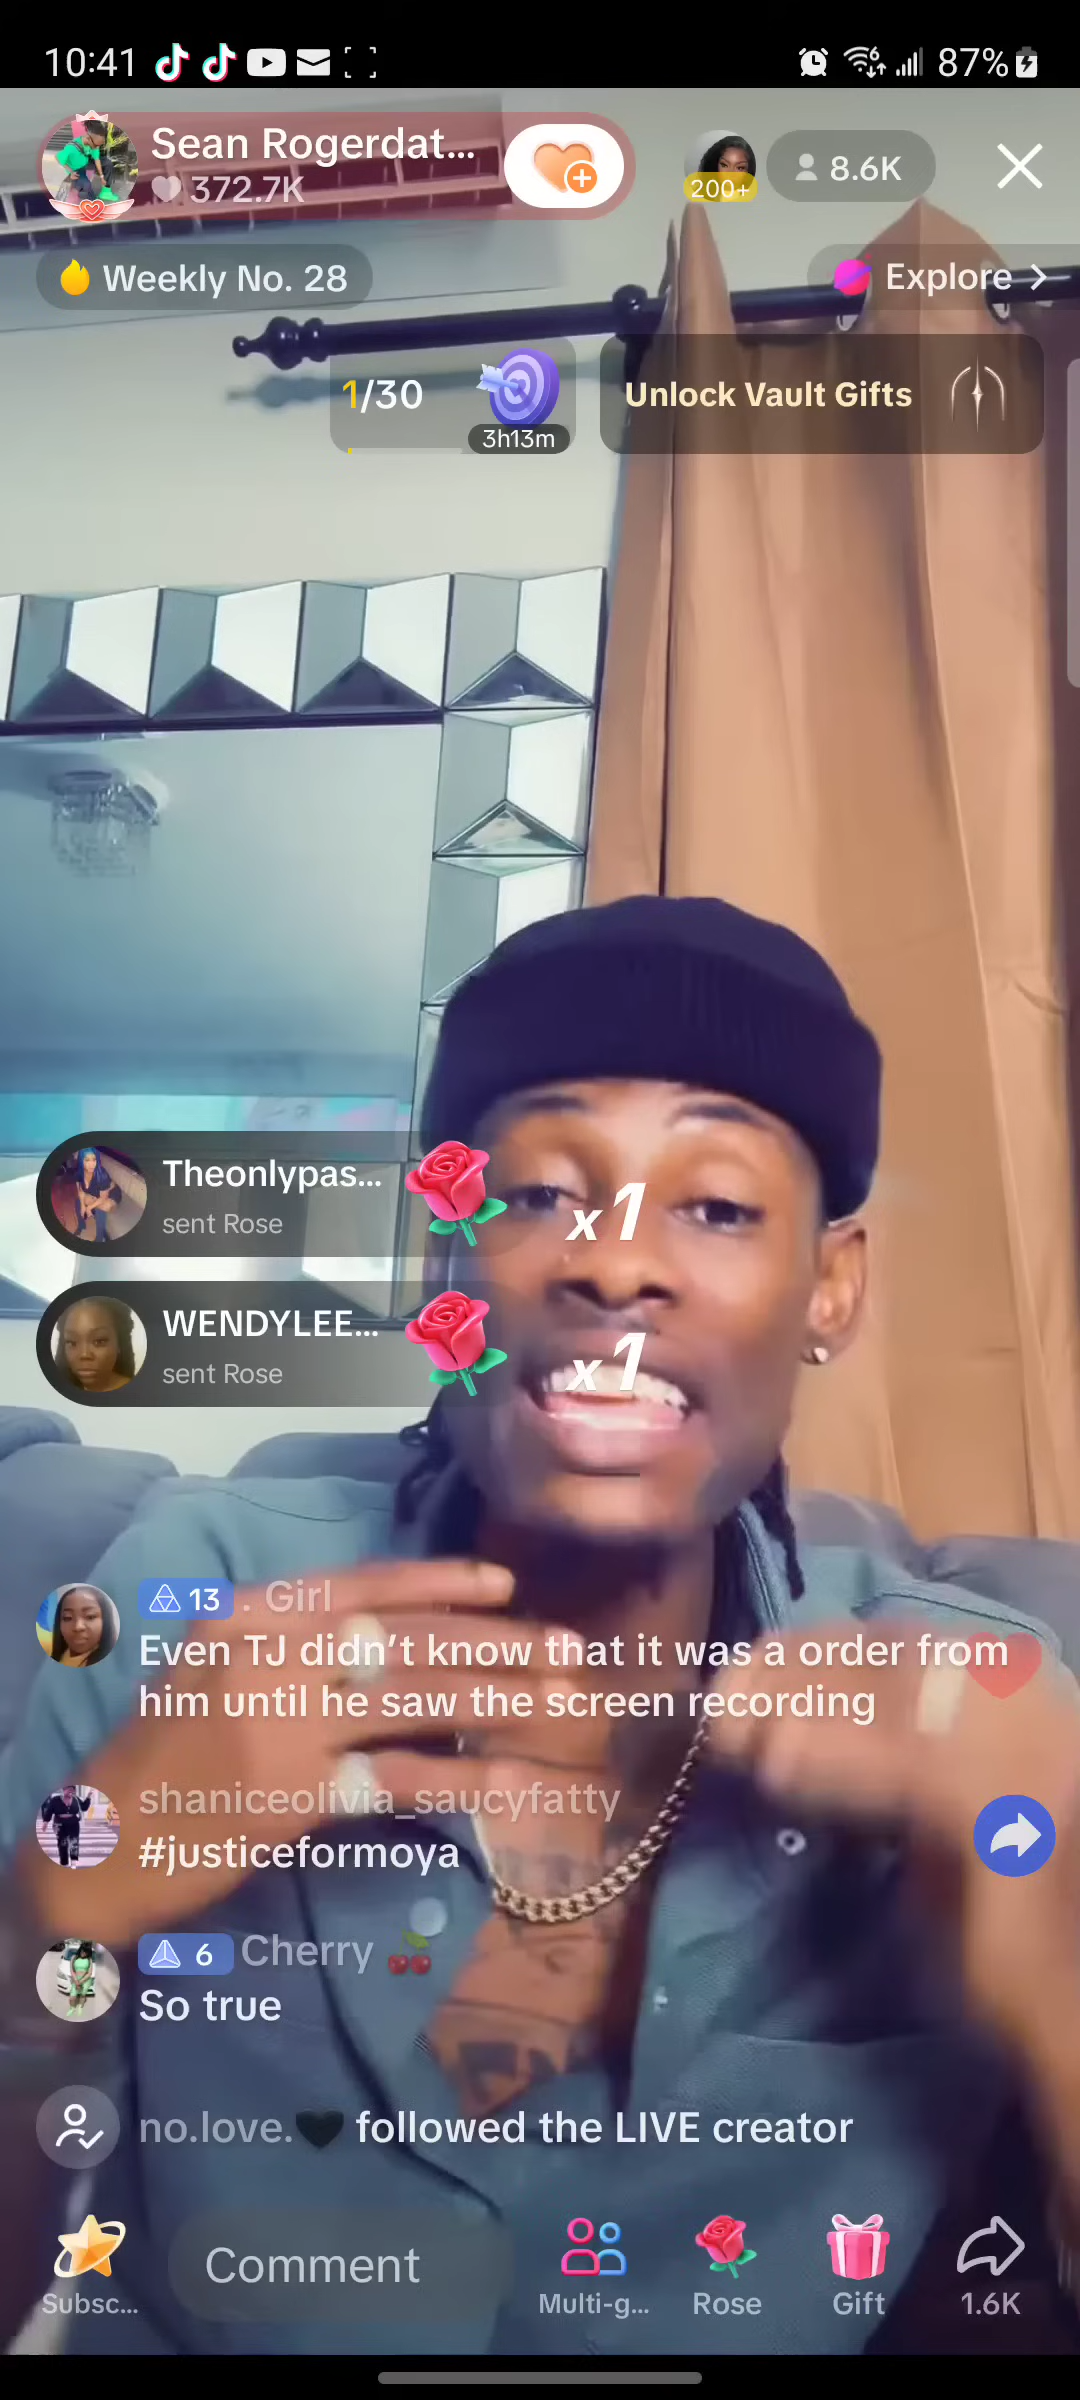 10:41
87%
Sean Rogerdat...
372.7K
200+
8.6K
Weekly No. 28
Explore >
1/30
3h13m
Unlock Vault Gifts
Theonlypas...
sent Rose
x1
WENDYLEE...
sent Rose
x1
13 . Girl
Even TJ didn't know that it was a order from
him until he saw the screen recording
shaniceolivia_saucyfatty
#justiceformoya
6 Cherry 🍒
So true
no.love.🖤 followed the LIVE creator
Subsc...
Comment
Multi-g...
Rose
Gift
1.6K